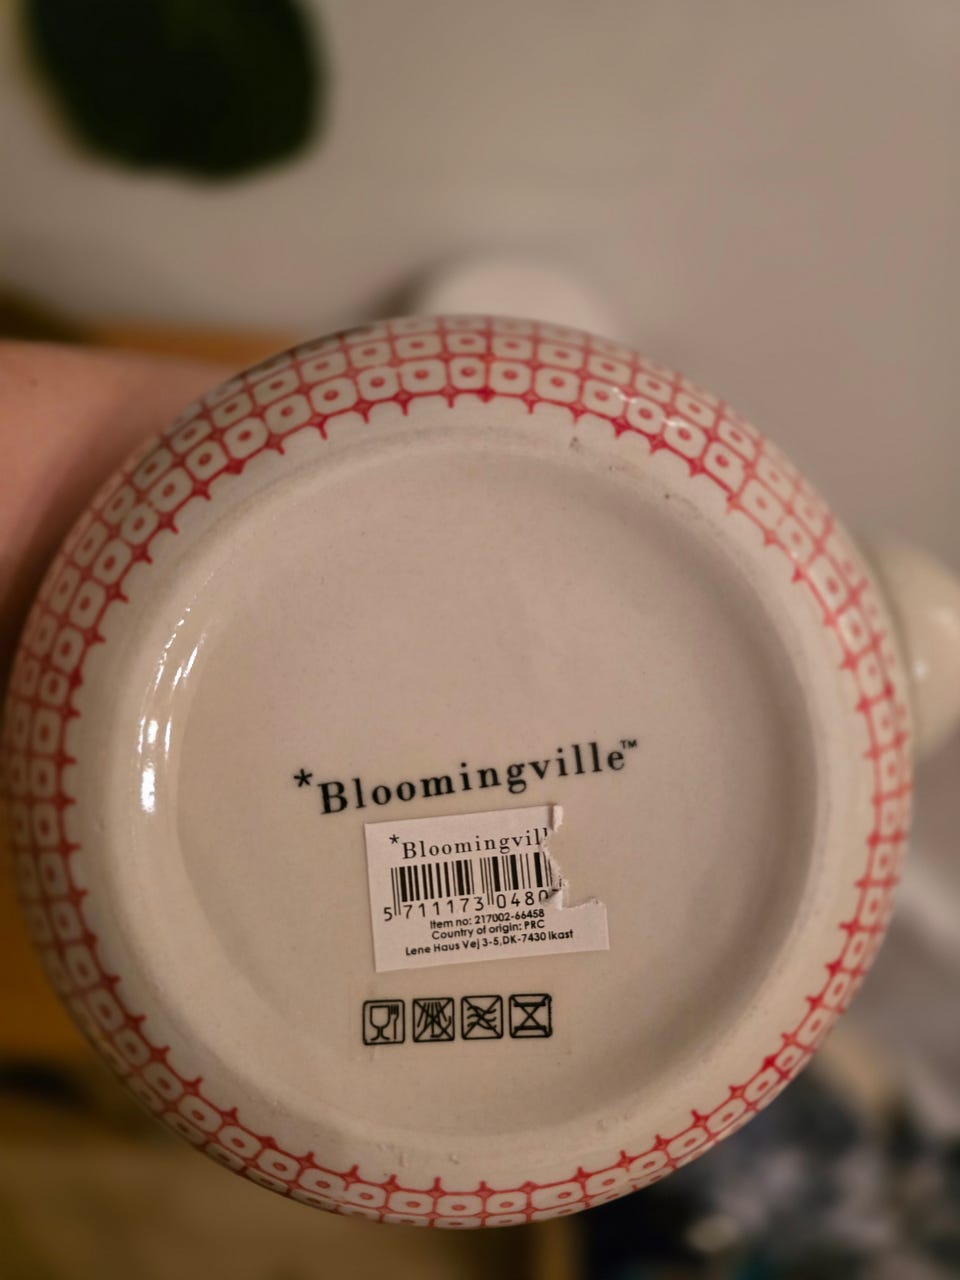 *Bloomingville™
*Bloomingvill
5 711173 0480
Item no: 217002-66458
Country of origin: PRC
Lene Haus Vej 3-5,DK-7430 Ikast